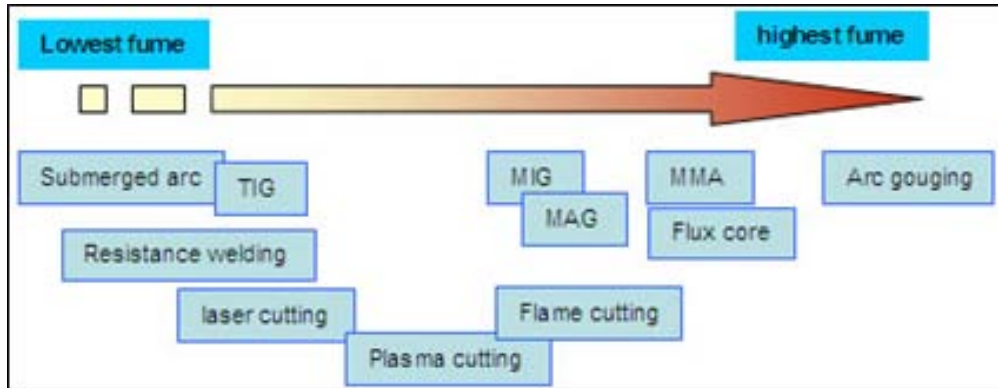 Lowest fume
highest fume
Submerged arc
TIG
MIG
MMA
Arc gouging
MAG
Flux core
Resistance welding
laser cutting
Flame cutting
Plasma cutting